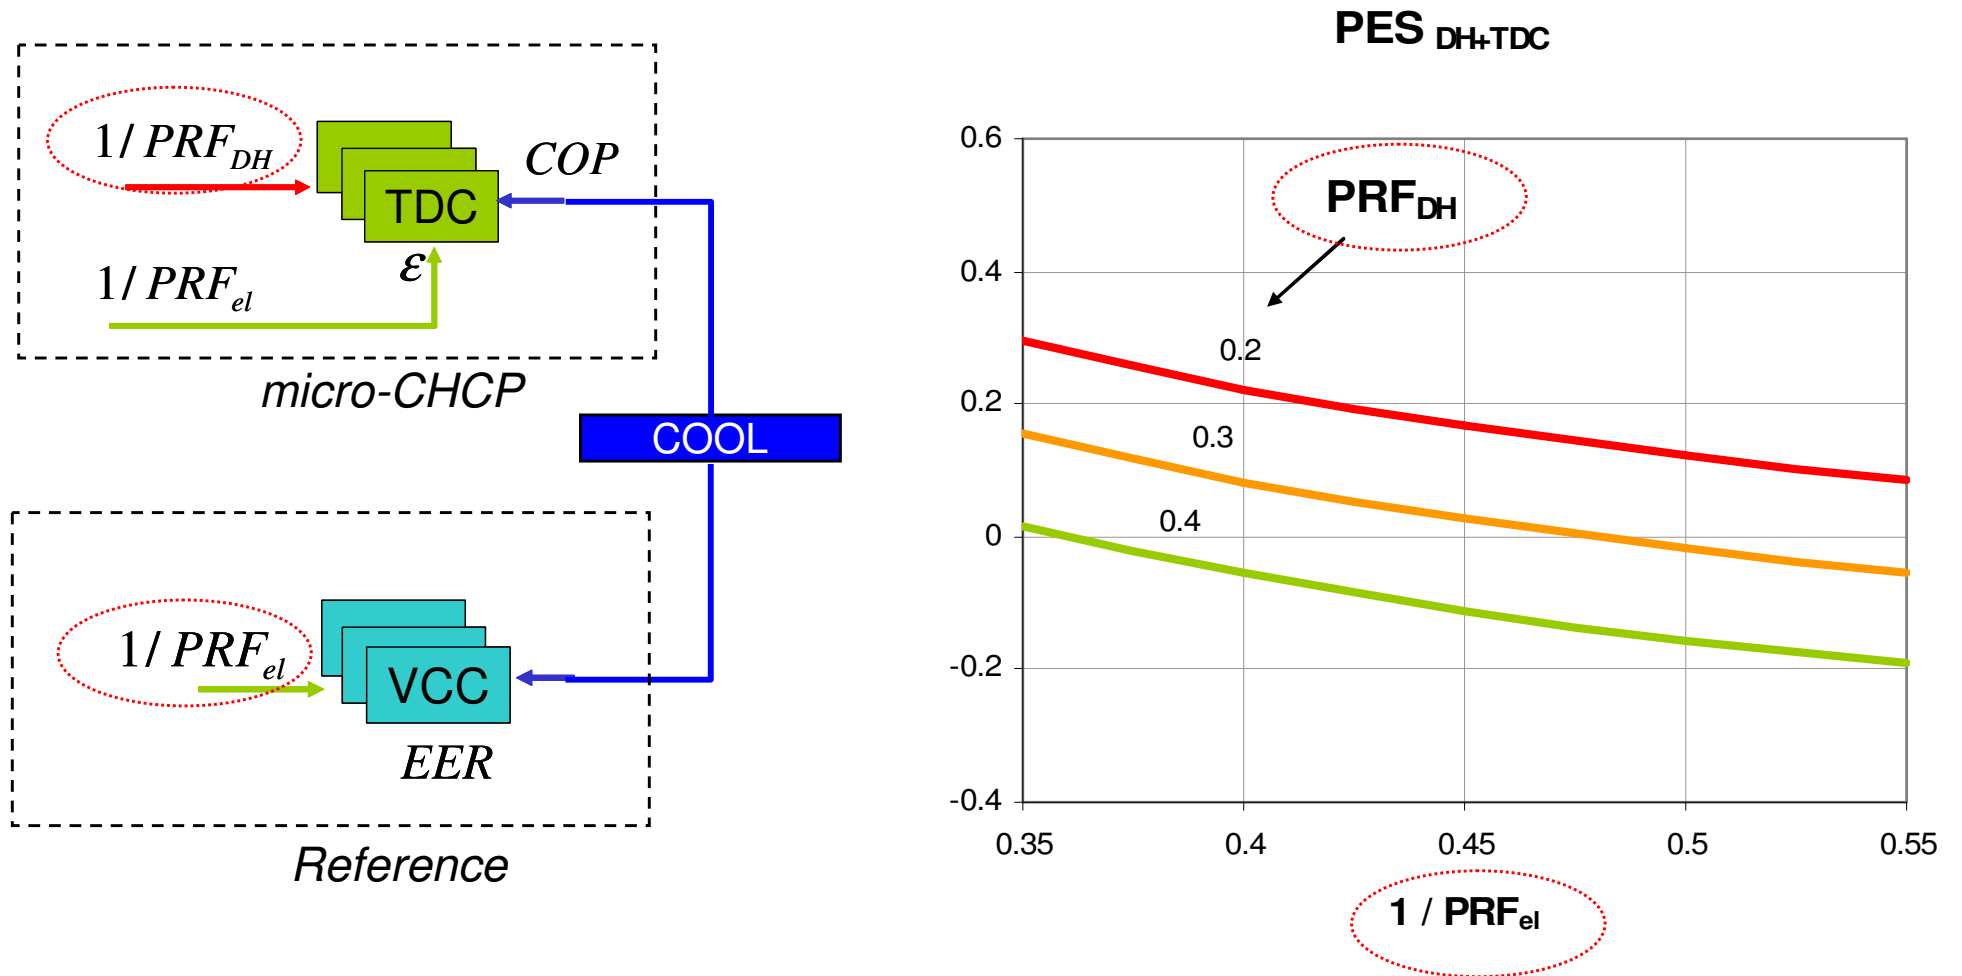 1/ PRF_DH
COP
TDC
ε
1/ PRF_el
micro-CHCP
COOL
1/ PRF_el
VCC
EER
Reference
PES DH+TDC
0.6
0.4
0.2
0
-0.2
-0.4
PRF_DH
0.2
0.3
0.4
0.35 0.4 0.45 0.5 0.55
1 / PRF_el